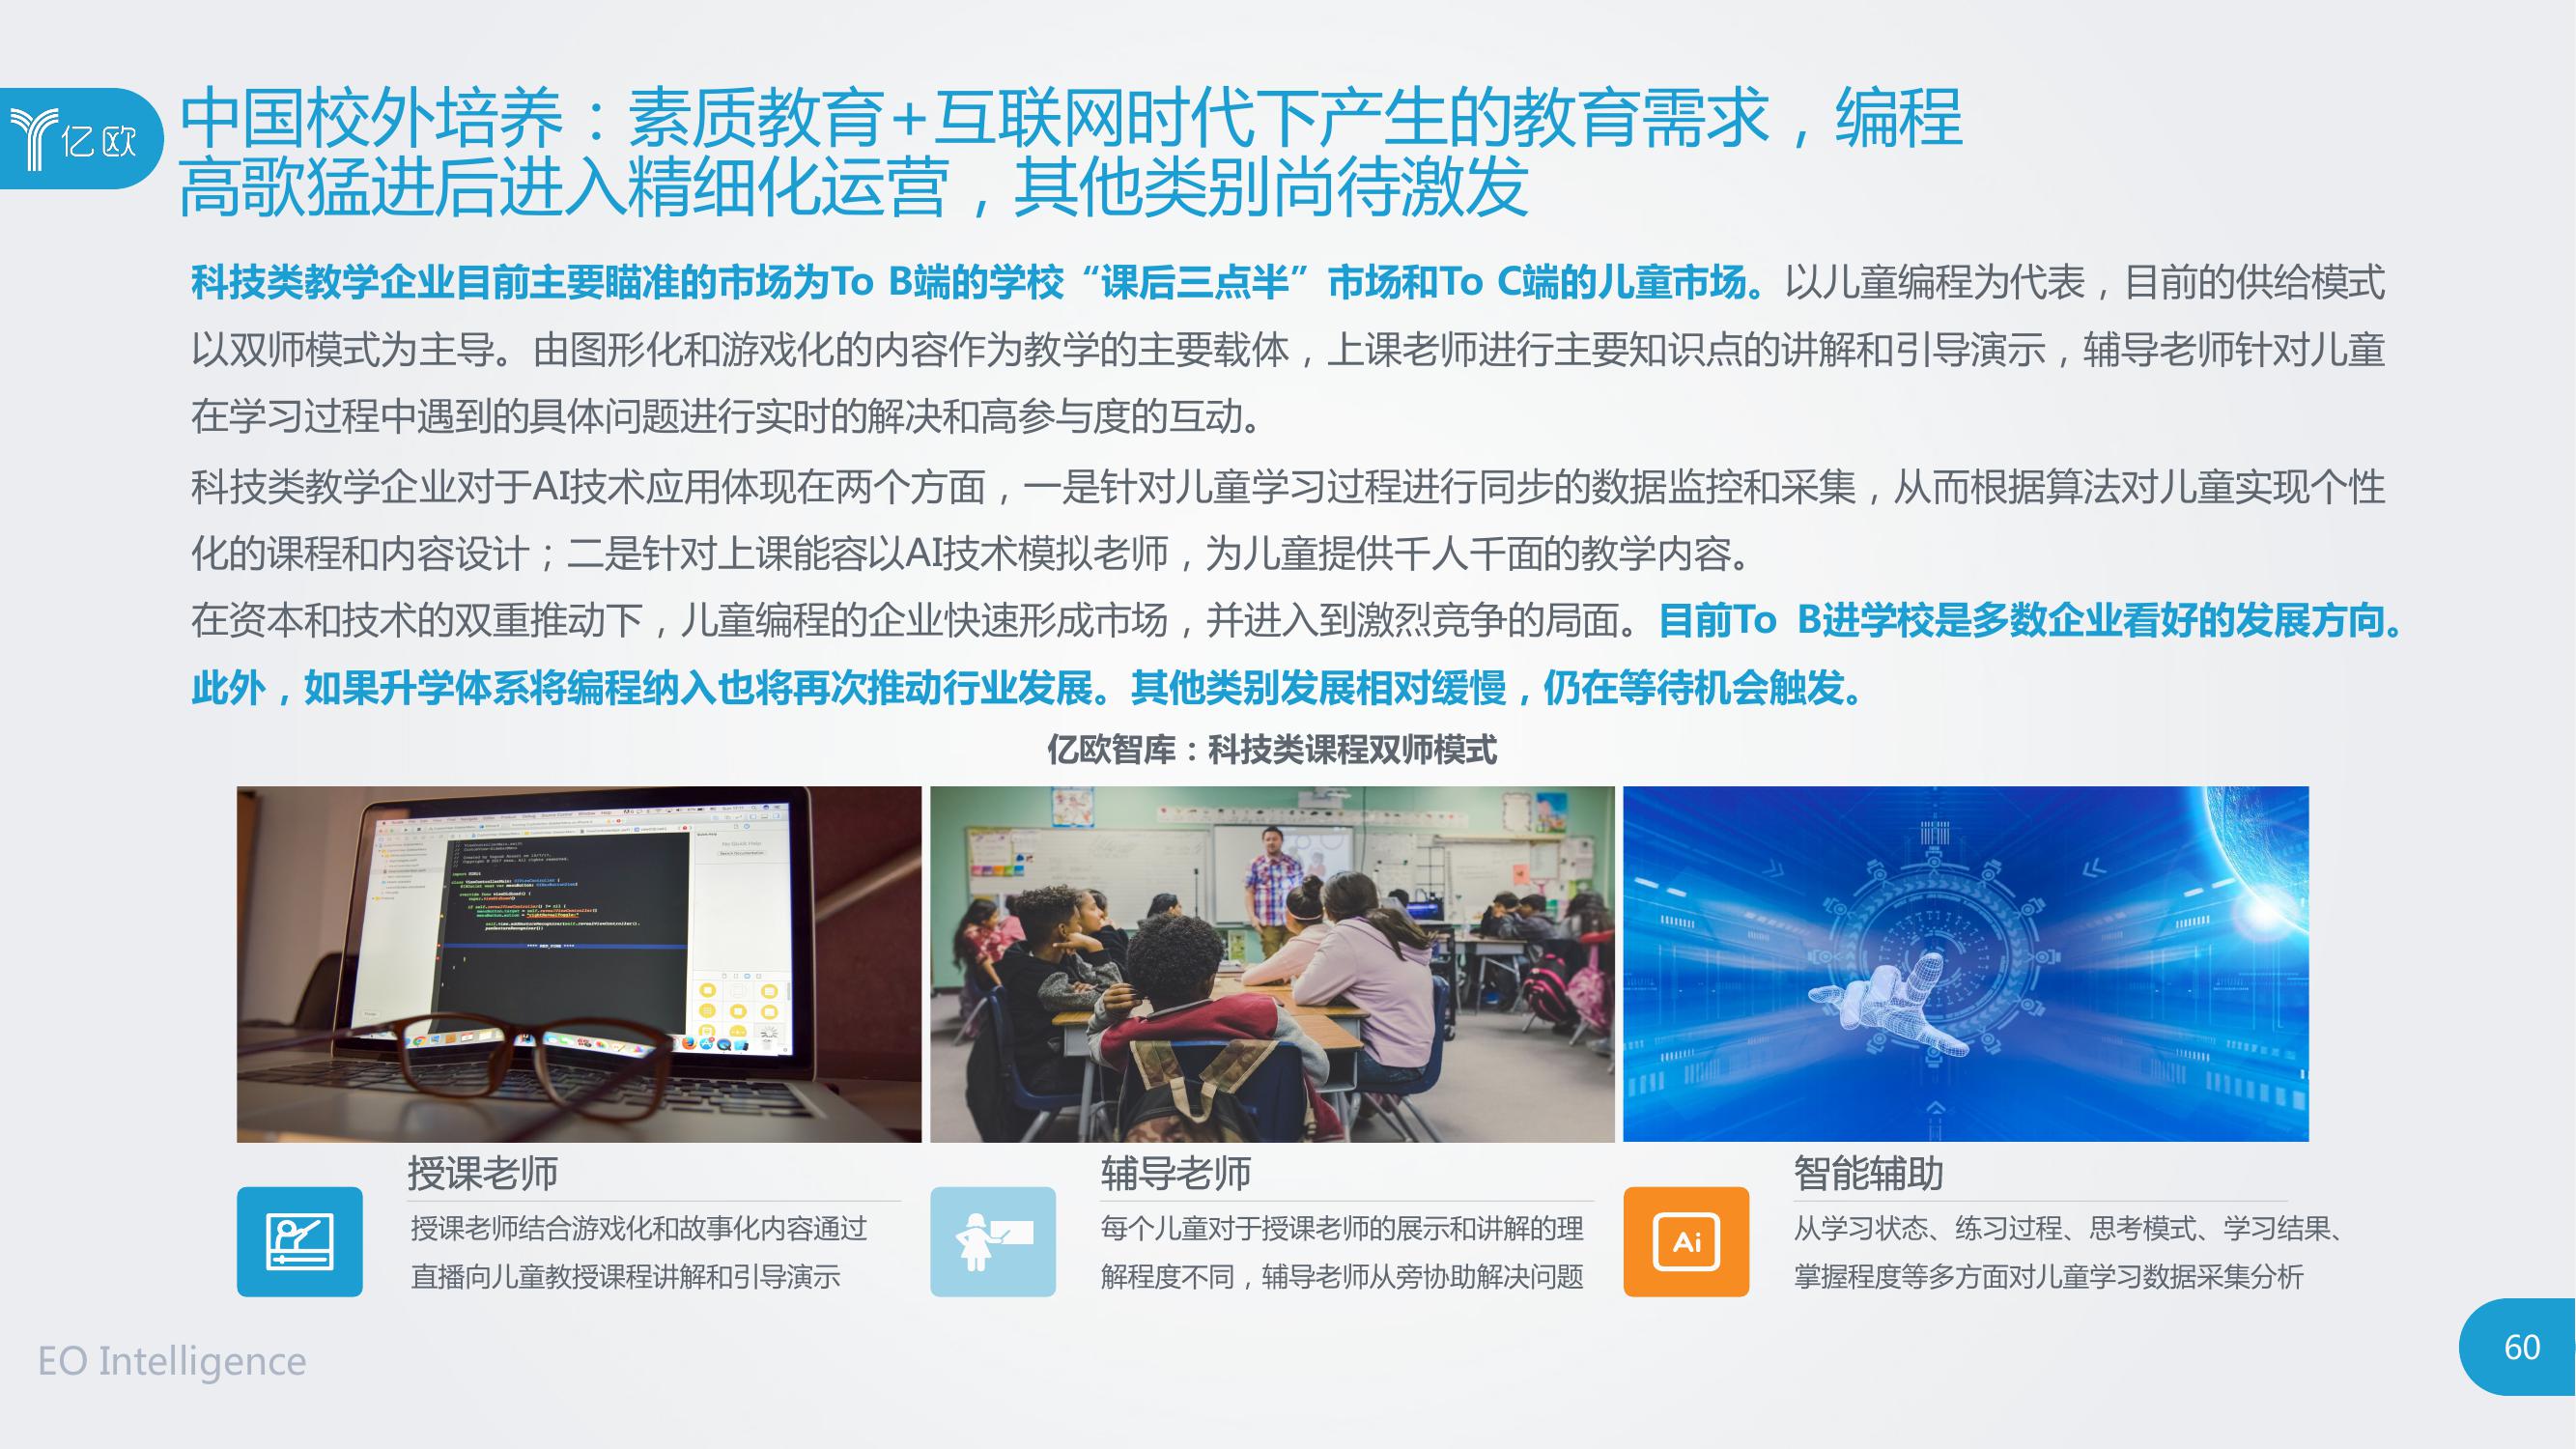 亿欧
中国校外培养：素质教育+互联网时代下产生的教育需求，编程
高歌猛进后进入精细化运营，其他类别尚待激发
科技类教学企业目前主要瞄准的市场为To B端的学校“课后三点半”市场和To C端的儿童市场。以儿童编程为代表，目前的供给模式
以双师模式为主导。由图形化和游戏化的内容作为教学的主要载体，上课老师进行主要知识点的讲解和引导演示，辅导老师针对儿童
在学习过程中遇到的具体问题进行实时的解决和高参与度的互动。
科技类教学企业对于AI技术应用体现在两个方面，一是针对儿童学习过程进行同步的数据监控和采集，从而根据算法对儿童实现个性
化的课程和内容设计；二是针对上课能容以AI技术模拟老师，为儿童提供千人千面的教学内容。
在资本和技术的双重推动下，儿童编程的企业快速形成市场，并进入到激烈竞争的局面。目前To B进学校是多数企业看好的发展方向。
此外，如果升学体系将编程纳入也将再次推动行业发展。其他类别发展相对缓慢，仍在等待机会触发。
亿欧智库：科技类课程双师模式
授课老师
授课老师结合游戏化和故事化内容通过
直播向儿童教授课程讲解和引导演示
辅导老师
每个儿童对于授课老师的展示和讲解的理
解程度不同，辅导老师从旁协助解决问题
Ai
智能辅助
从学习状态、练习过程、思考模式、学习结果、
掌握程度等多方面对儿童学习数据采集分析
EO Intelligence
60